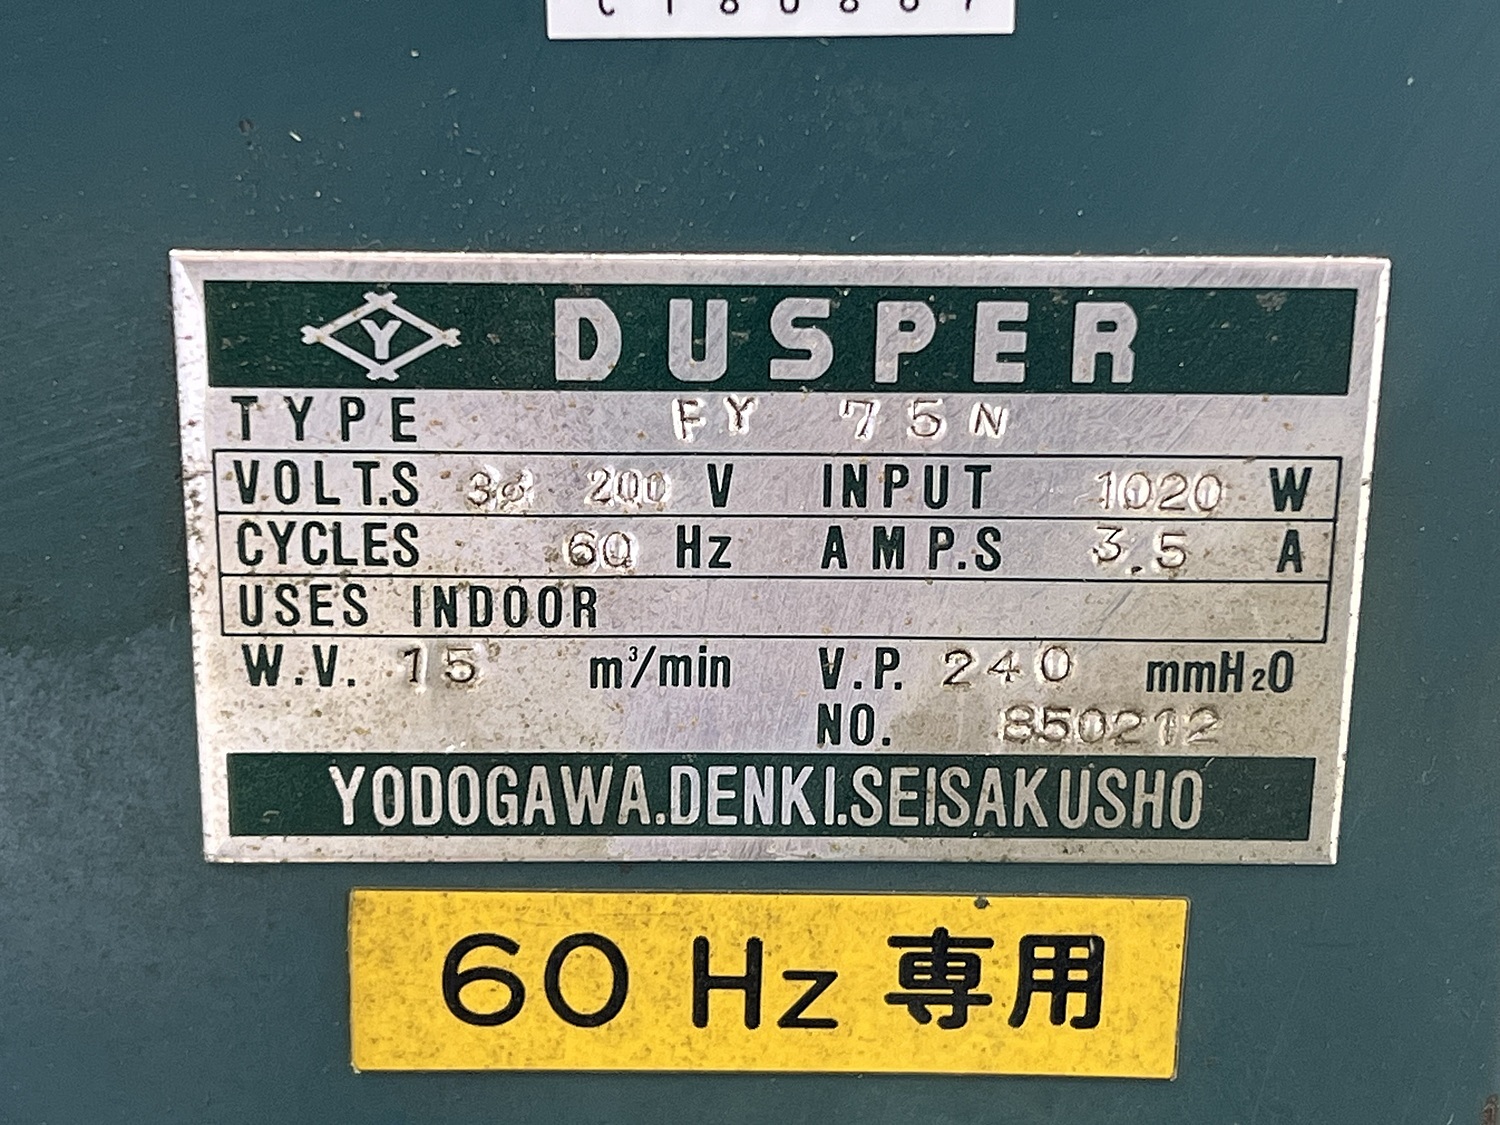 Y DUSPER
TYPE FY 75N
VOLT.S 3ø 200 V INPUT 1020 W
CYCLES 60 Hz AMP.S 3.5 A
USES INDOOR
W.V. 15 m³/min V.P. 240 mmH₂O
NO. 850212
YODOGAWA.DENKI.SEISAKUSHO
60 Hz 専用